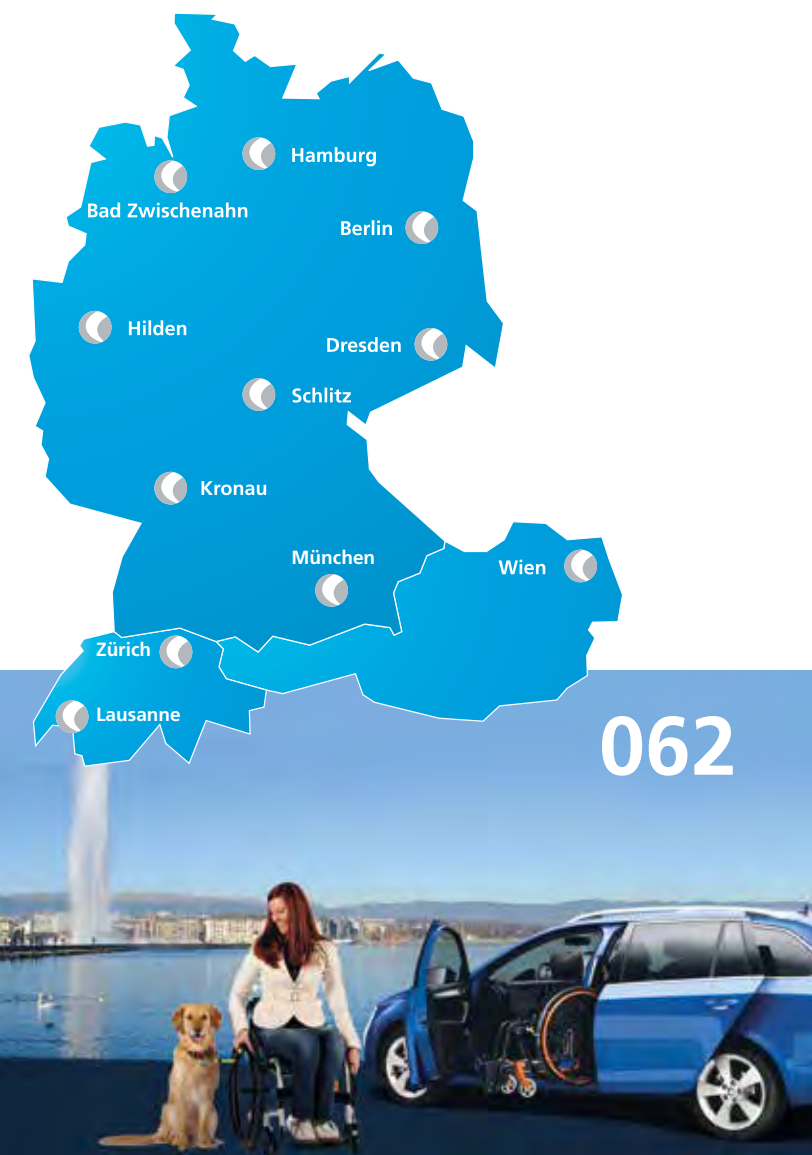 Hamburg
Bad Zwischenahn
Berlin
Hilden
Dresden
Schlitz
Kronau
München
Wien
Zürich
Lausanne
062